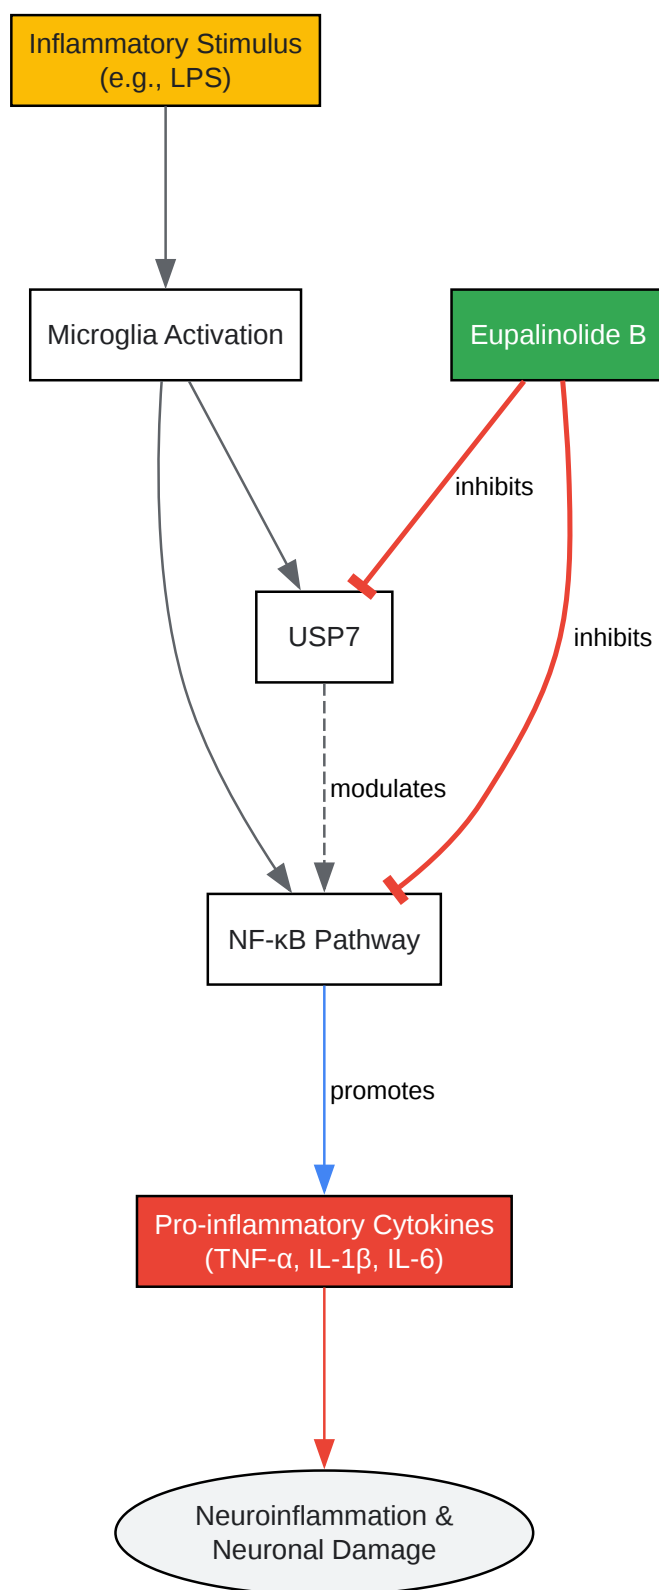 Inflammatory Stimulus
(e.g., LPS)
Microglia Activation
Eupalinolide B
inhibits
USP7
inhibits
modulates
NF-κB Pathway
promotes
Pro-inflammatory Cytokines
(TNF-α, IL-1β, IL-6)
Neuroinflammation &
Neuronal Damage